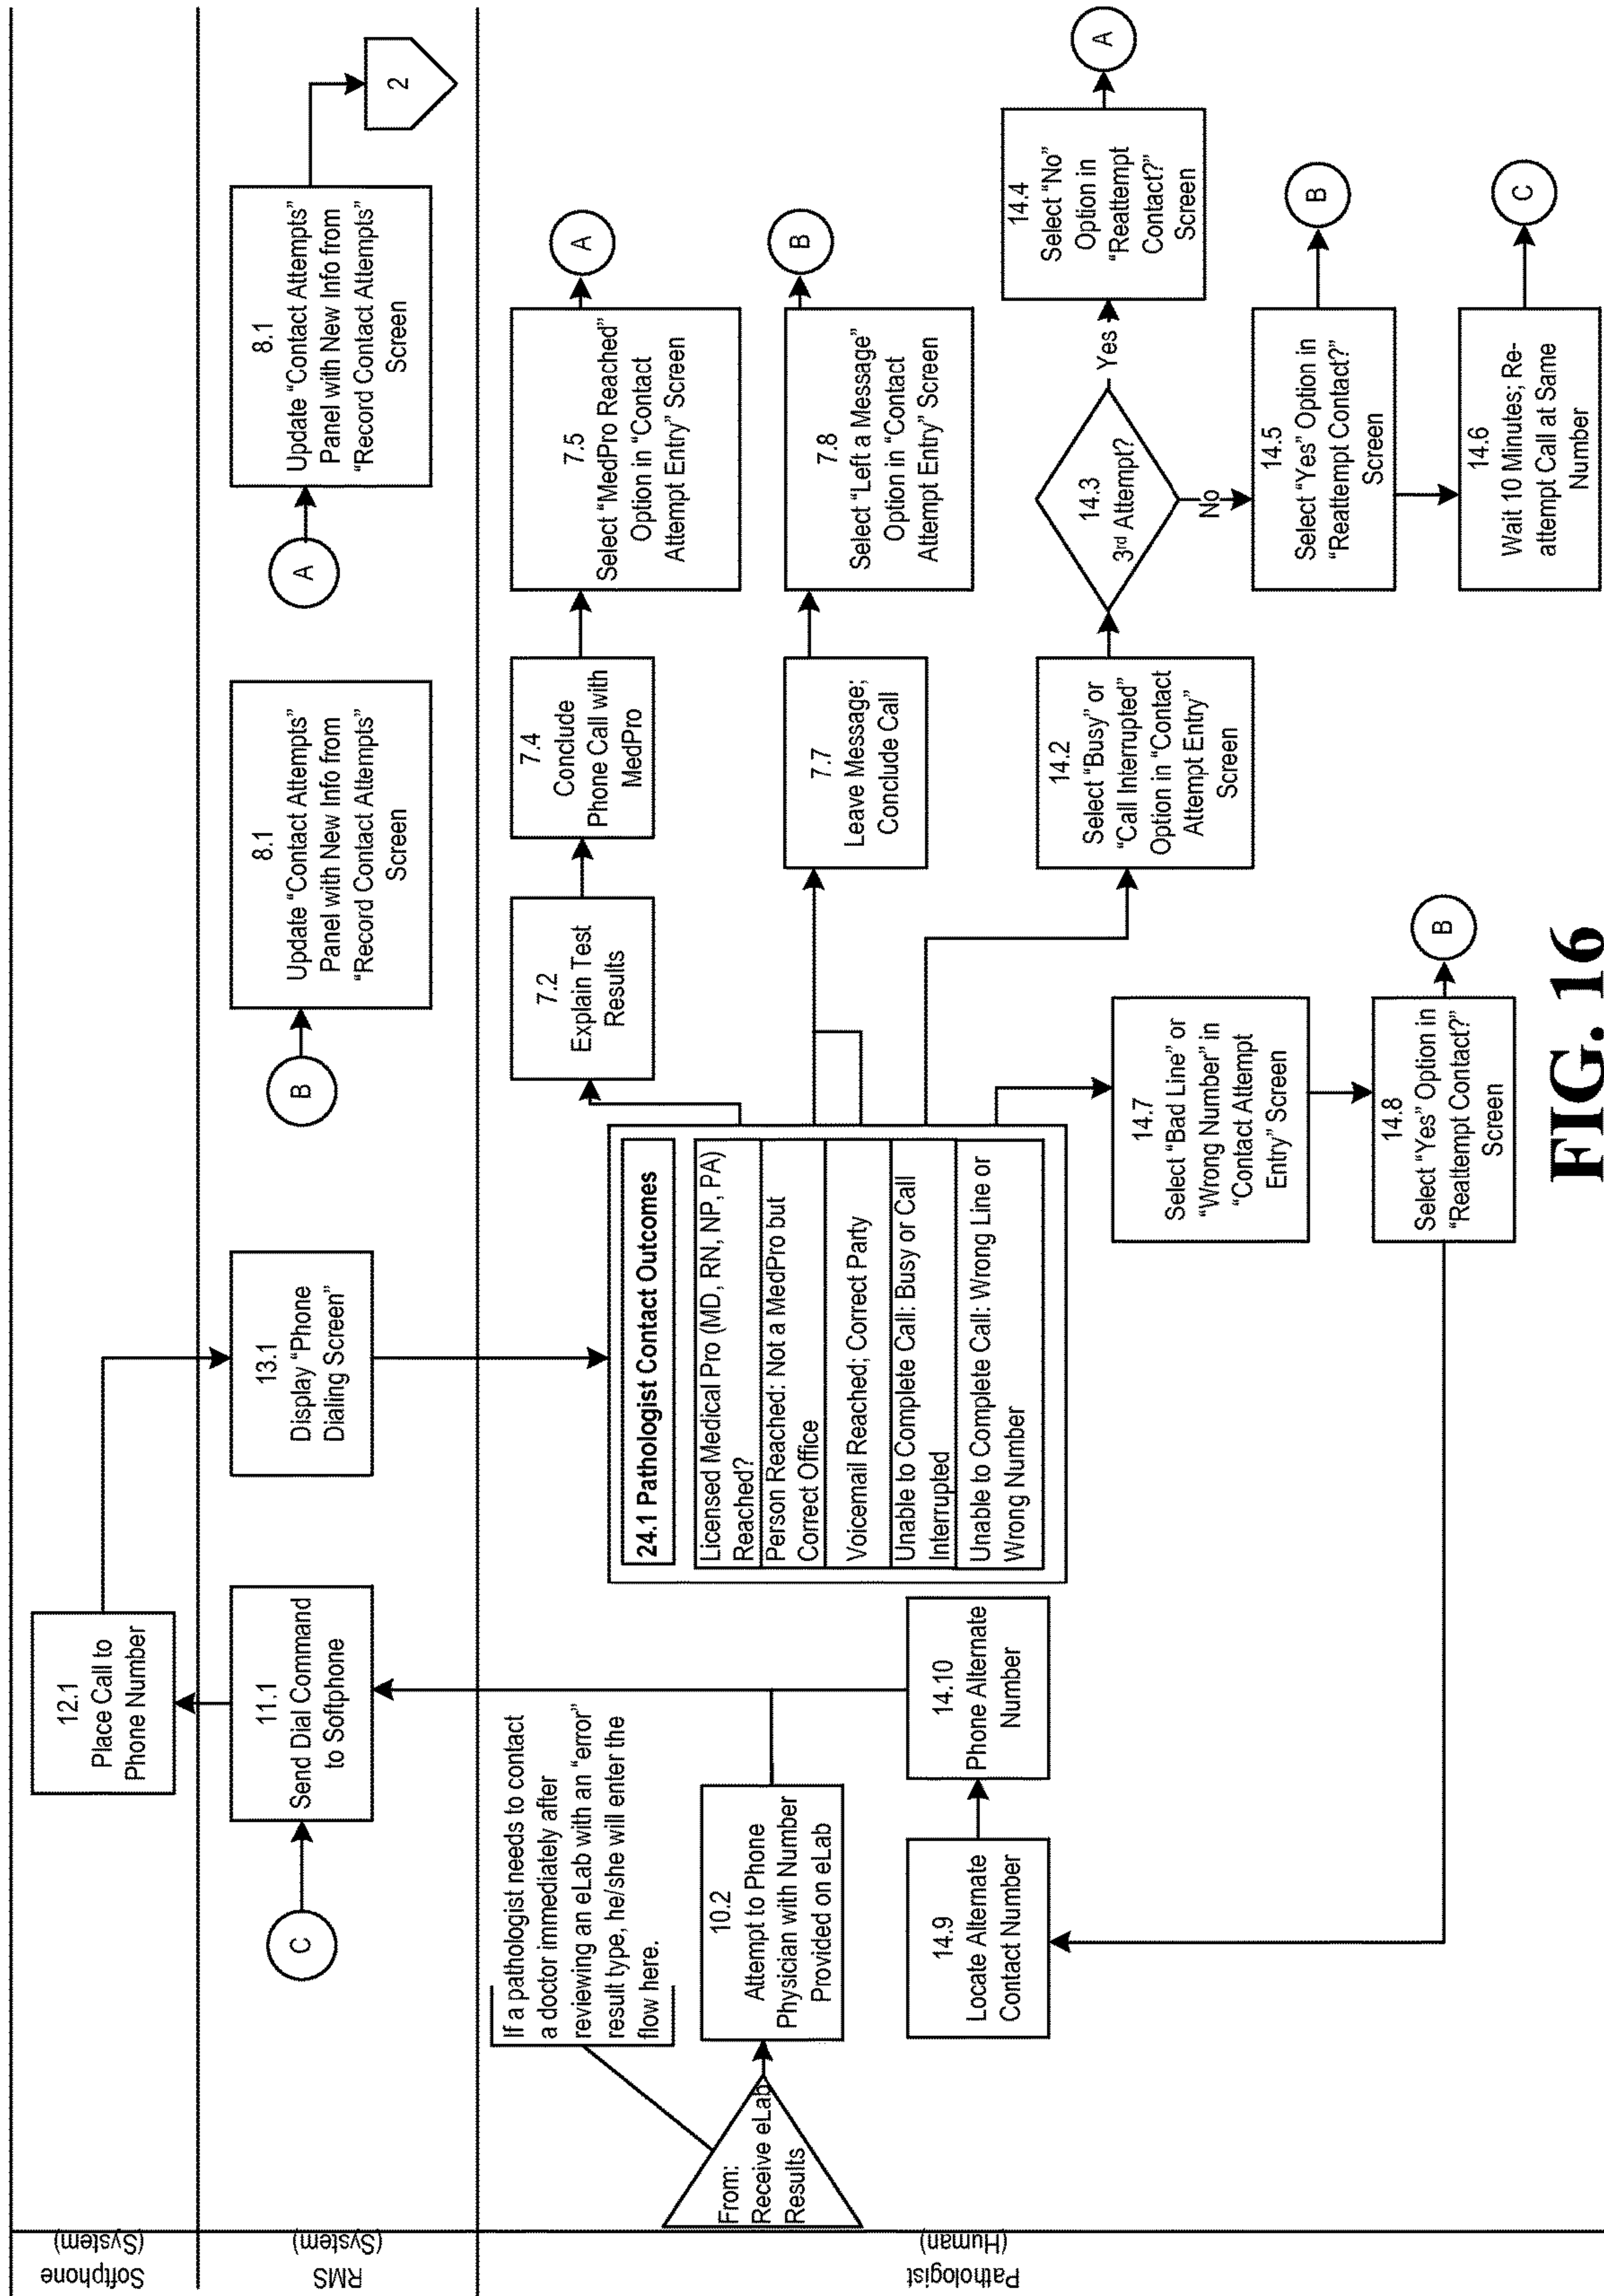 Softphone
(System)
12.1
Place Call to
Phone Number
RMS
(System)
C
11.1
Send Dial Command
to Softphone
13.1
Display “Phone
Dialing Screen”
B
8.1
Update “Contact Attempts”
Panel with New Info from
“Record Contact Attempts”
Screen
A
8.1
Update “Contact Attempts”
Panel with New Info from
“Record Contact Attempts”
Screen
2
Pathologist
(Human)
If a pathologist needs to contact
a doctor immediately after
reviewing an eLab with an “error”
result type, he/she will enter the
flow here.
From:
Receive eLab
Results
10.2
Attempt to Phone
Physician with Number
Provided on eLab
14.9
Locate Alternate
Contact Number
14.10
Phone Alternate
Number
24.1 Pathologist Contact Outcomes
Licensed Medical Pro (MD, RN, NP, PA)
Reached?
Person Reached: Not a MedPro but
Correct Office
Voicemail Reached; Correct Party
Unable to Complete Call: Busy or Call
Interrupted
Unable to Complete Call: Wrong Line or
Wrong Number
7.2
Explain Test
Results
7.4
Conclude
Phone Call with
MedPro
7.5
Select “MedPro Reached”
Option in “Contact
Attempt Entry” Screen
A
7.7
Leave Message;
Conclude Call
7.8
Select “Left a Message”
Option in “Contact
Attempt Entry” Screen
B
14.2
Select “Busy” or
“Call Interrupted”
Option in “Contact
Attempt Entry”
Screen
14.3
3rd Attempt?
Yes
No
14.4
Select “No”
Option in
“Reattempt
Contact?”
Screen
A
14.5
Select “Yes” Option in
“Reattempt Contact?”
Screen
B
14.6
Wait 10 Minutes; Re-
attempt Call at Same
Number
C
14.7
Select “Bad Line” or
“Wrong Number” in
“Contact Attempt
Entry” Screen
14.8
Select “Yes” Option in
“Reattempt Contact?”
Screen
B
FIG. 16